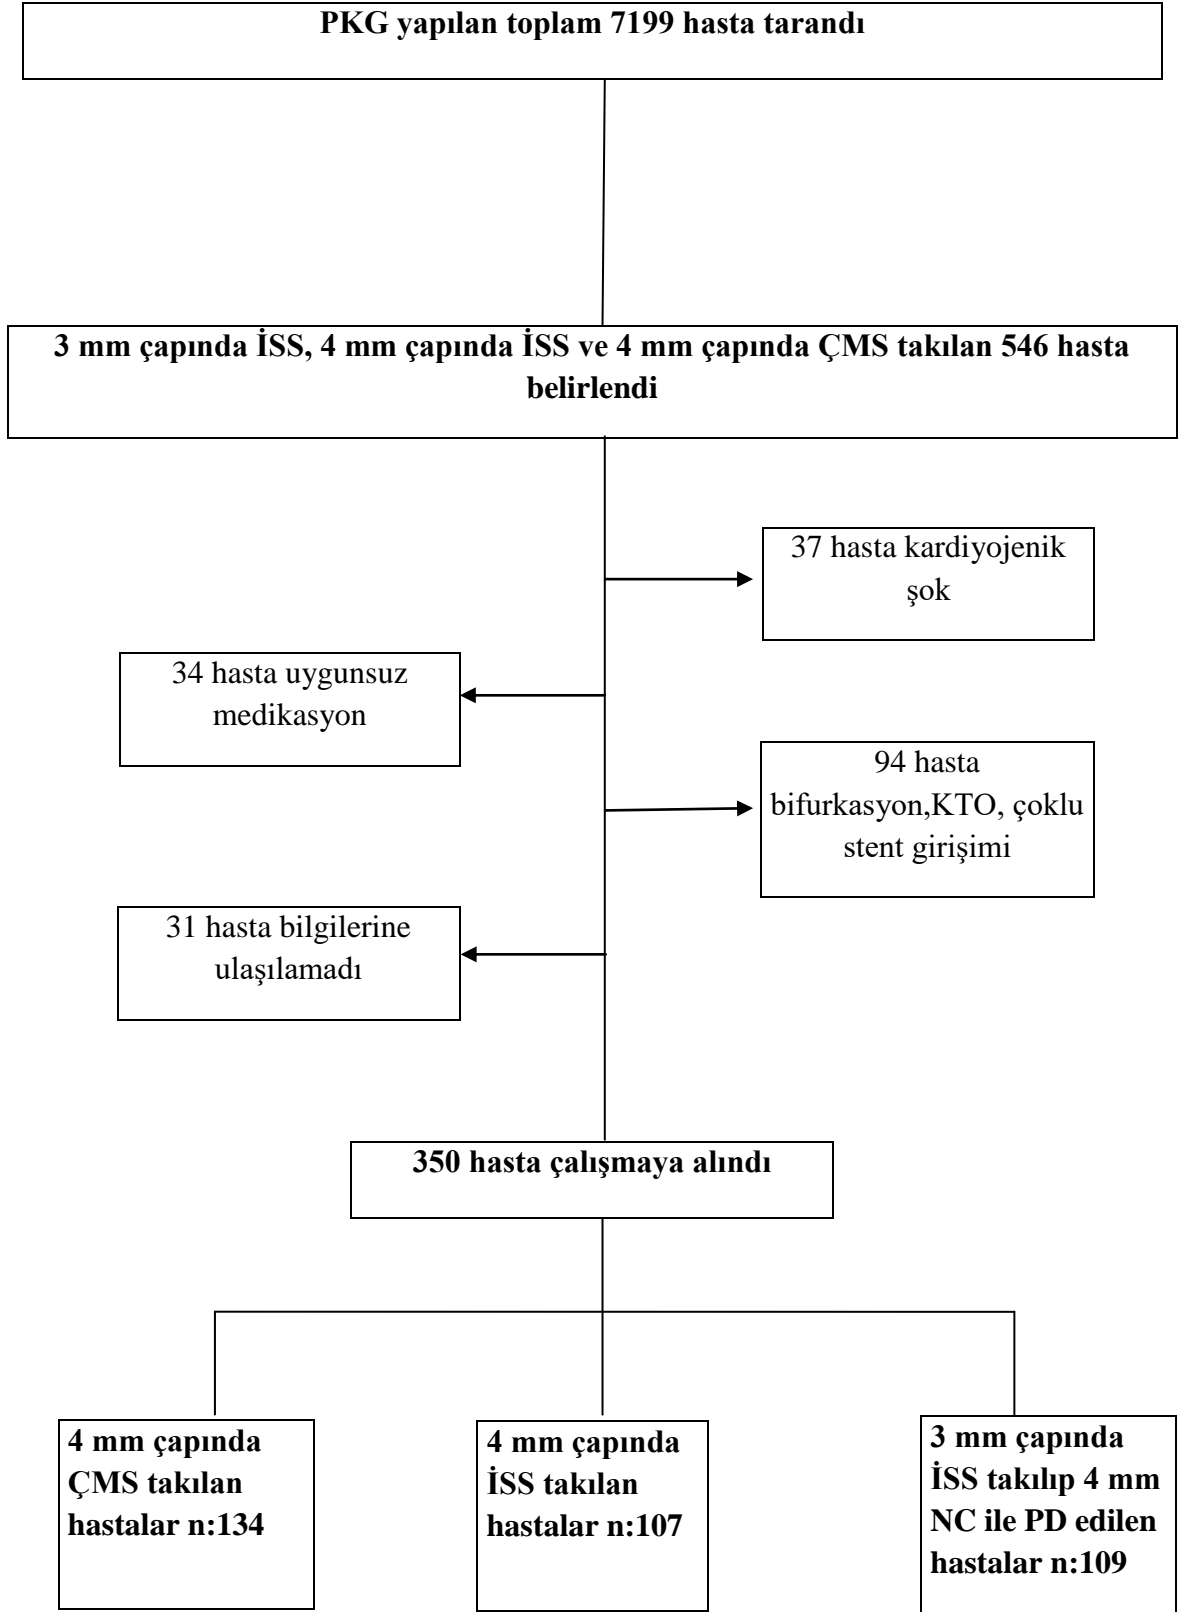 PKG yapılan toplam 7199 hasta tarandı
3 mm çapında İSS, 4 mm çapında İSS ve 4 mm çapında ÇMS takılan 546 hasta
belirlendi
37 hasta kardiyojenik
şok
34 hasta uygunsuz
medikasyon
94 hasta
bifurkasyon,KTO, çoklu
stent girişimi
31 hasta bilgilerine
ulaşılamadı
350 hasta çalışmaya alındı
4 mm çapında
ÇMS takılan
hastalar n:134
4 mm çapında
İSS takılan
hastalar n:107
3 mm çapında
İSS takılıp 4 mm
NC ile PD edilen
hastalar n:109